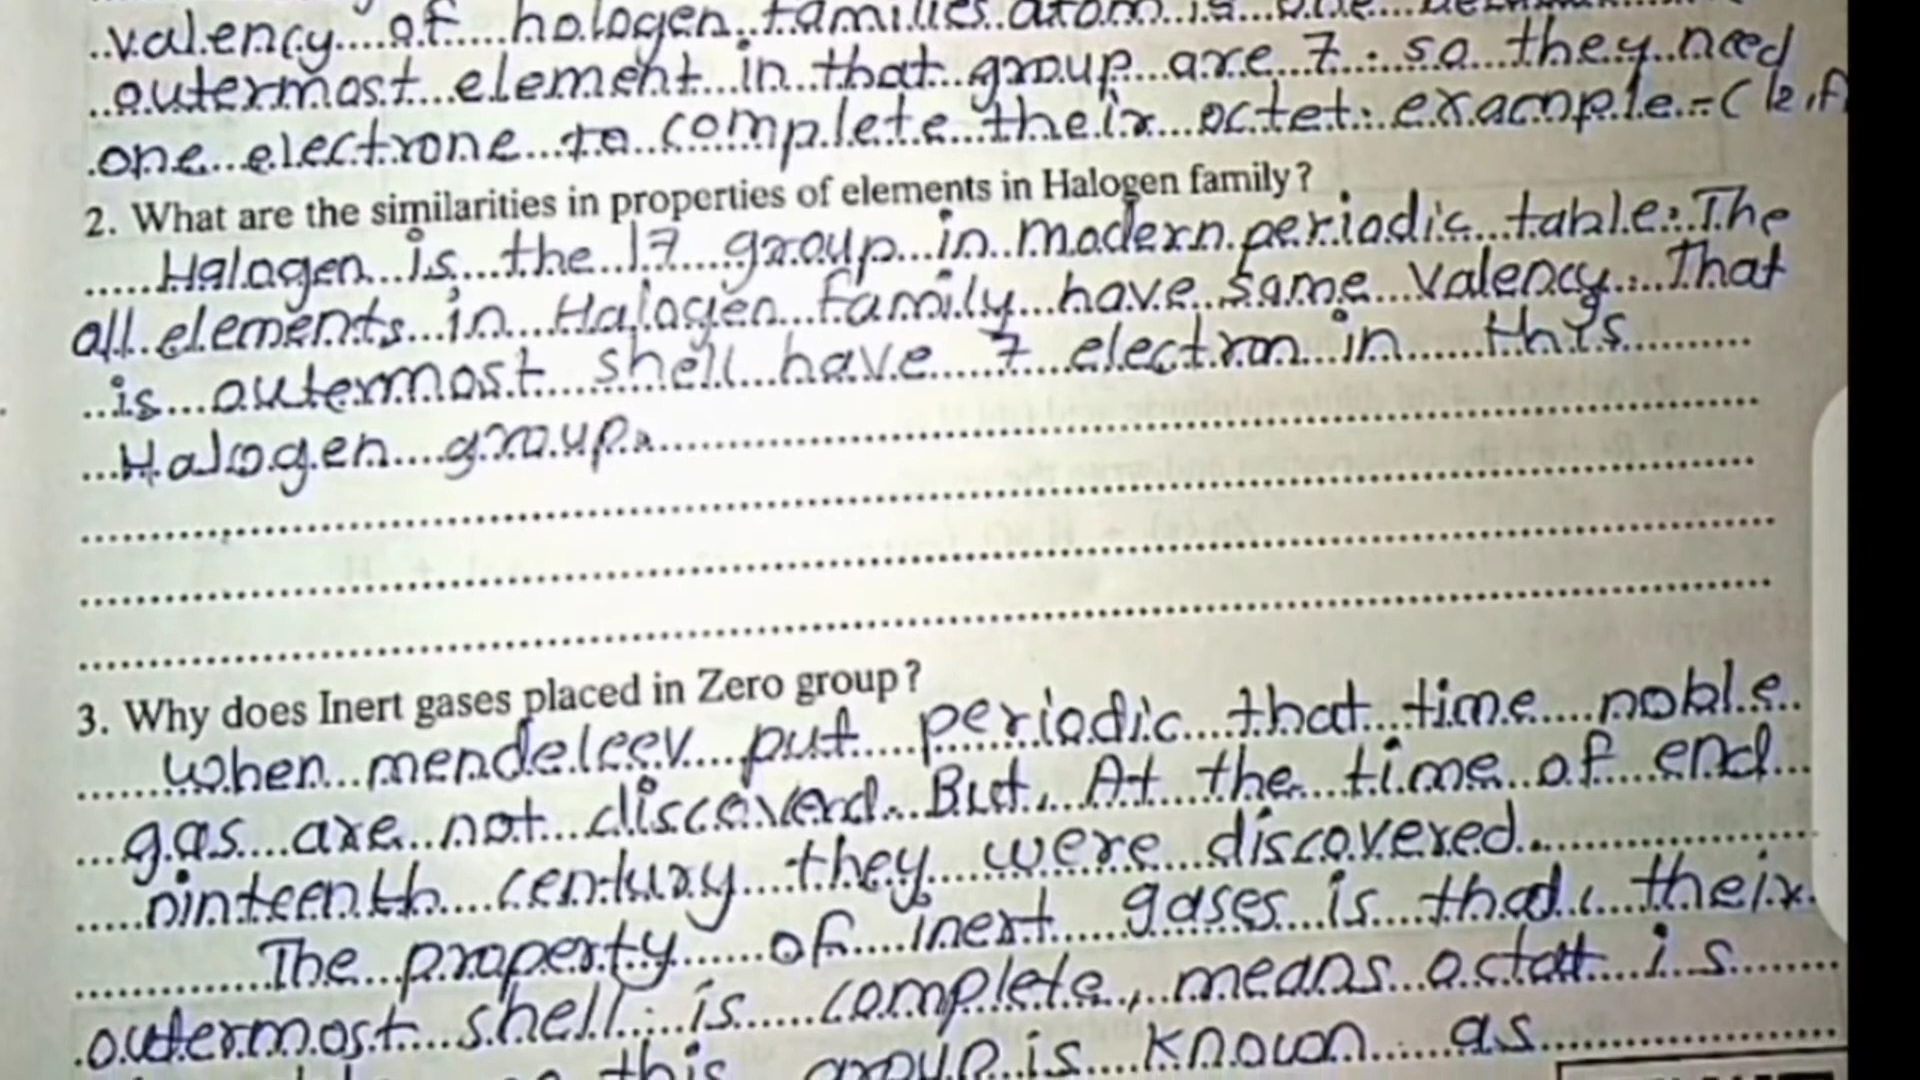 valency of hologen families atom is one
outermost element in that group are 7. so they need
one electrone to complete their octet. example-Cl2, F
2. What are the similarities in properties of elements in Halogen family?
Halogen is the 17 group in modern periodic table. The
all elements in Halogen family have same valency. That
is outermost shell have 7 electron in this
Halogen group.
3. Why does Inert gases placed in Zero group?
When mendeleev put periodic that time noble
gas are not discoverd. But, At the time of end
ninteenth century they were discovered.
The property of inert gases is that, their
outermost shell is complete, means octatt is
this group is known as